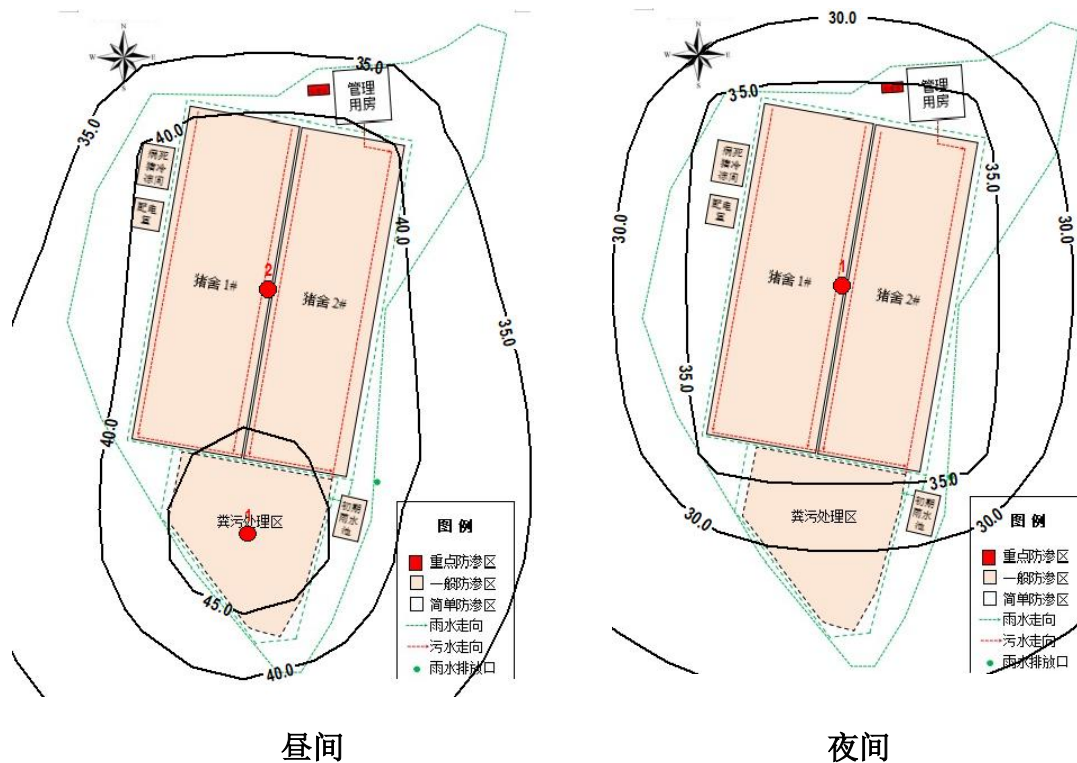 N
W
E
S
35.0
管理
用房
35.0
40.0
病死
猪冷
冻间
配电
室
40.0
2
猪舍 1#
猪舍 2#
35.0
40.0
1
粪污处理区
初期
雨水
池
45.0
40.0
图 例
重点防渗区
一般防渗区
简单防渗区
雨水走向
污水走向
雨水排放口
昼间
30.0
N
W
E
S
管理
用房
35.0
病死
猪冷
冻间
配电
室
35.0
30.0
30.0
1
猪舍 1#
猪舍 2#
35.0
35.0
粪污处理区
初期
雨水
池
30.0
30.0
图 例
重点防渗区
一般防渗区
简单防渗区
雨水走向
污水走向
雨水排放口
夜间